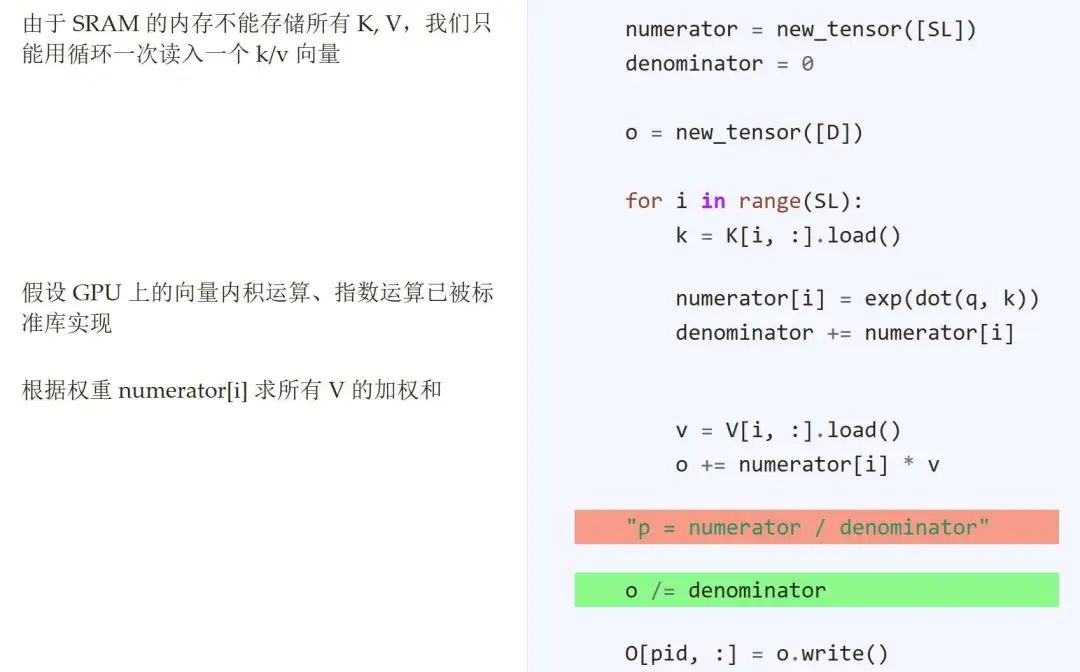 由于 SRAM 的内存不能存储所有 K, V，我们只
能用循环一次读入一个 k/v 向量
假设 GPU 上的向量内积运算、指数运算已被标
准库实现
根据权重 numerator[i] 求所有 V 的加权和
numerator = new_tensor([SL])
denominator = 0
o = new_tensor([D])
for i in range(SL):
k = K[i, :].load()
numerator[i] = exp(dot(q, k))
denominator += numerator[i]
v = V[i, :].load()
o += numerator[i] * v
"p = numerator / denominator"
o /= denominator
O[pid, :] = o.write()